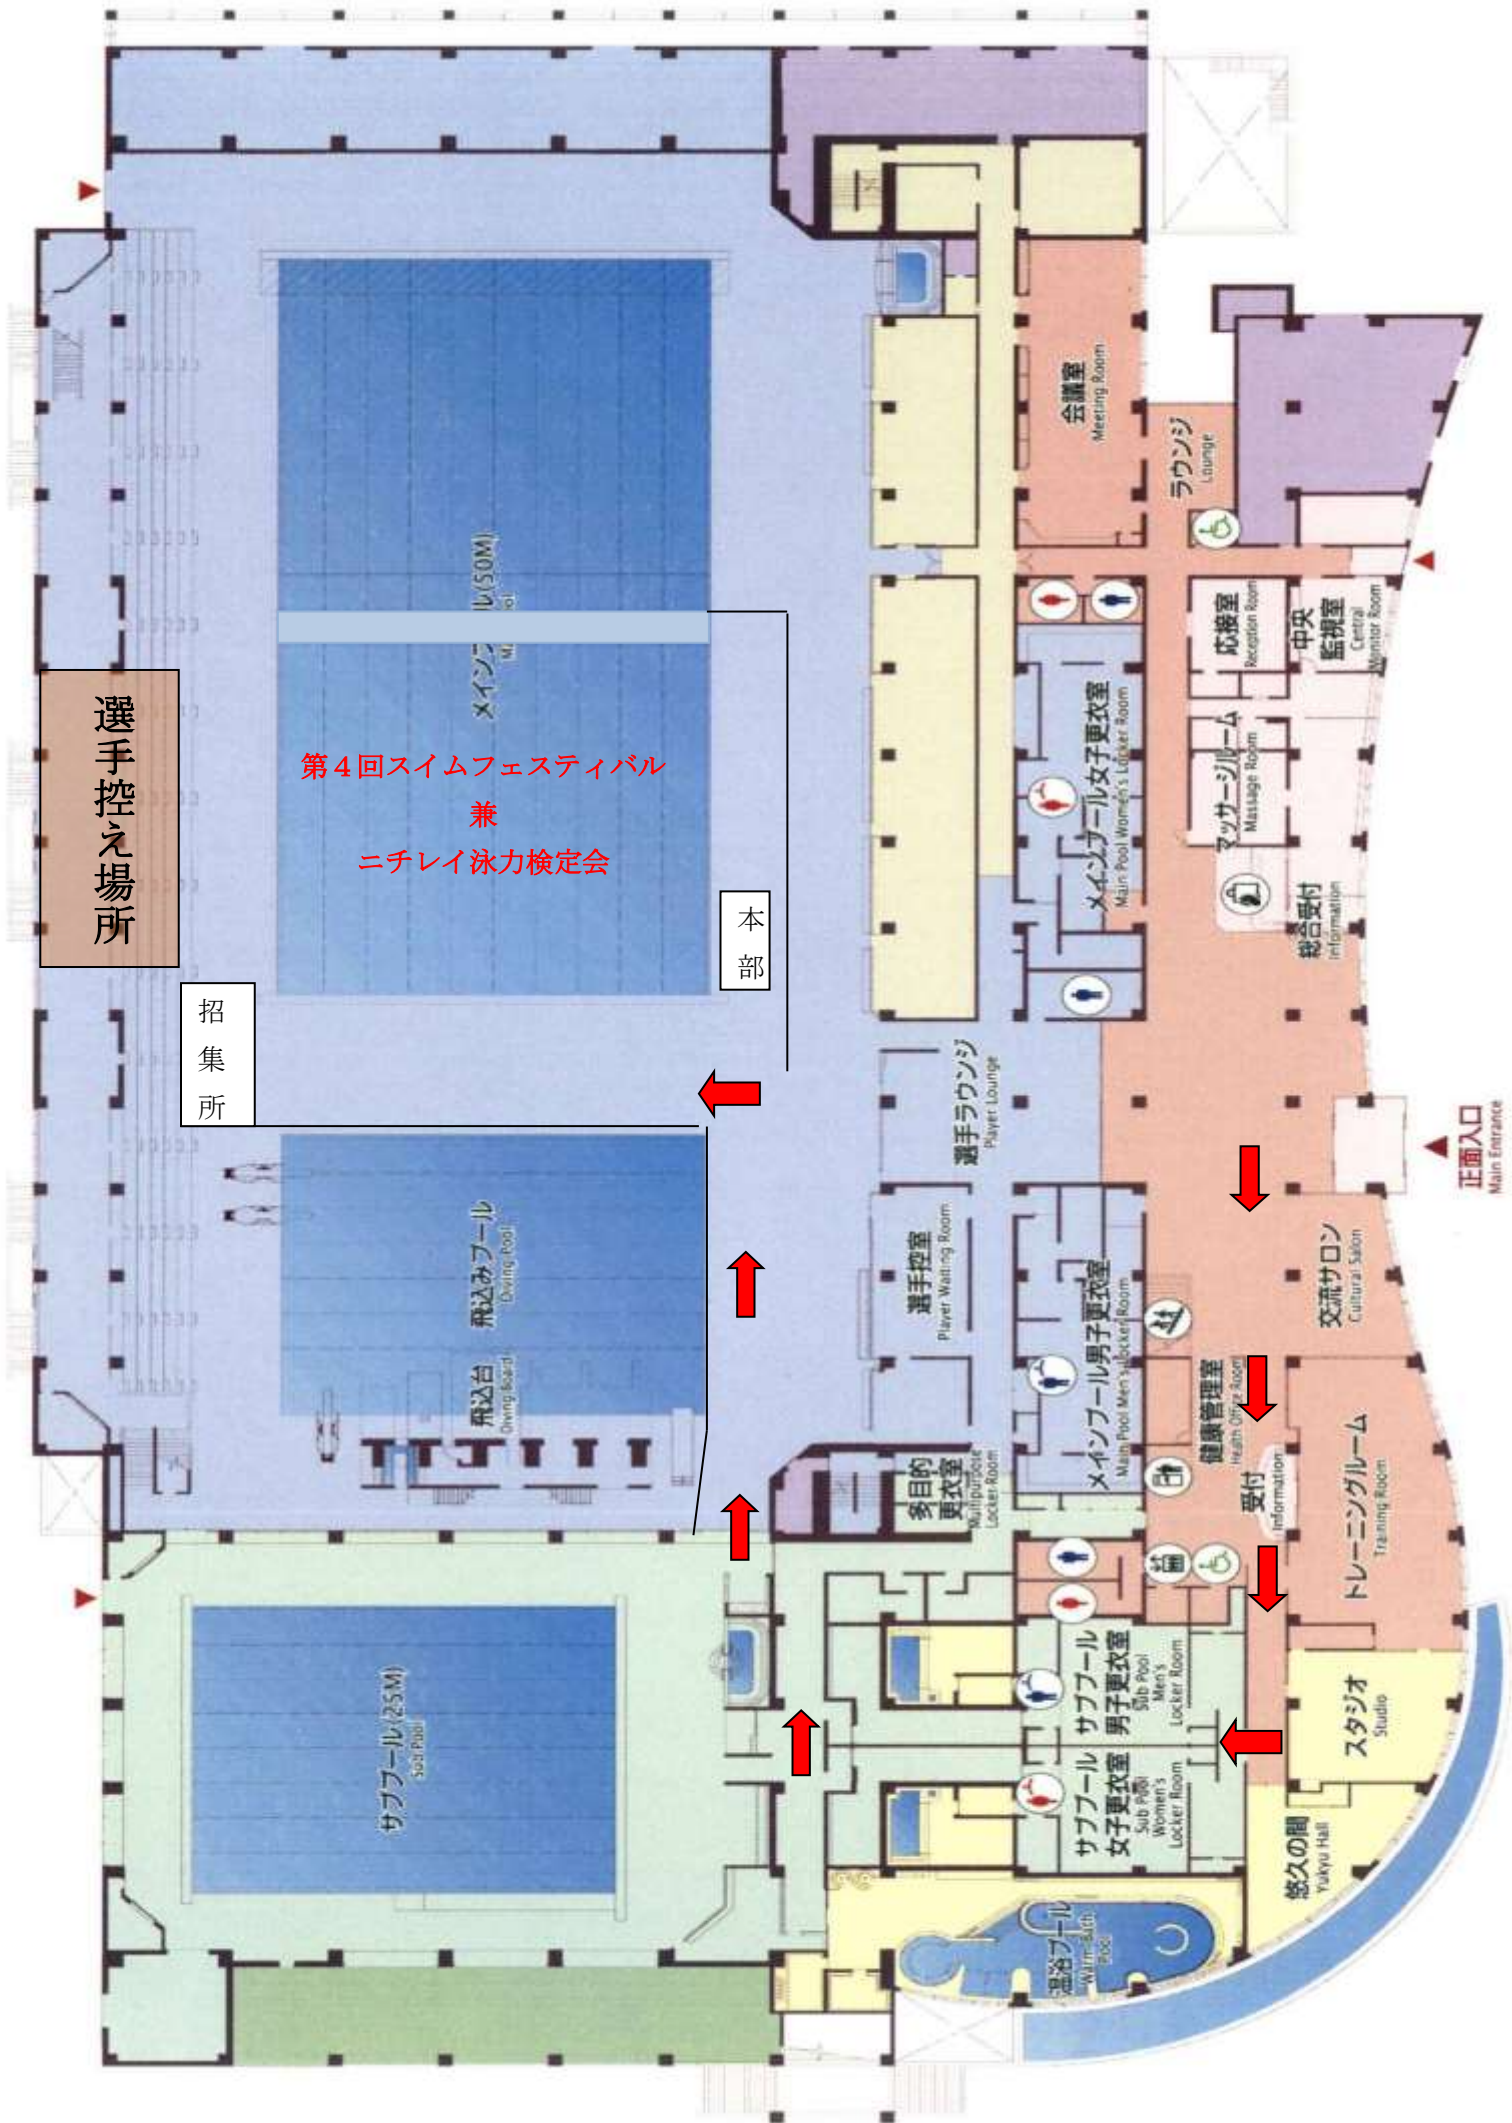 選手控え場所
招集所
本部
第４回スイムフェスティバル
兼
ニチレイ泳力検定会
ル(50M)
メインプ
飛込みプール
Diving Pool
飛込台
Diving Board
サブプール(25M)
Sub Pool
会議室
Meeting Room
ラウンジ
Lounge
応接室
Reception Room
中央
監視室
Central
Monitor Room
メインプール女子更衣室
Main Pool Women's Locker Room
マッサージルーム
Massage Room
総合受付
Information
選手ラウンジ
Player Lounge
正面入口
Main Entrance
選手控室
Player Waiting Room
メインプール男子更衣室
Main Pool Men's Locker Room
交流サロン
Cultural Salon
健康管理室
Health Office Room
多目的
更衣室
Multipurpose
Locker Room
受付
Information
トレーニングルーム
Training Room
サブプール
男子更衣室
Sub Pool
Men's
Locker Room
サブプール
女子更衣室
Sub Pool
Women's
Locker Room
スタジオ
Studio
悠久の間
Yukyu Hall
温浴プール
Warm Bath
Pool